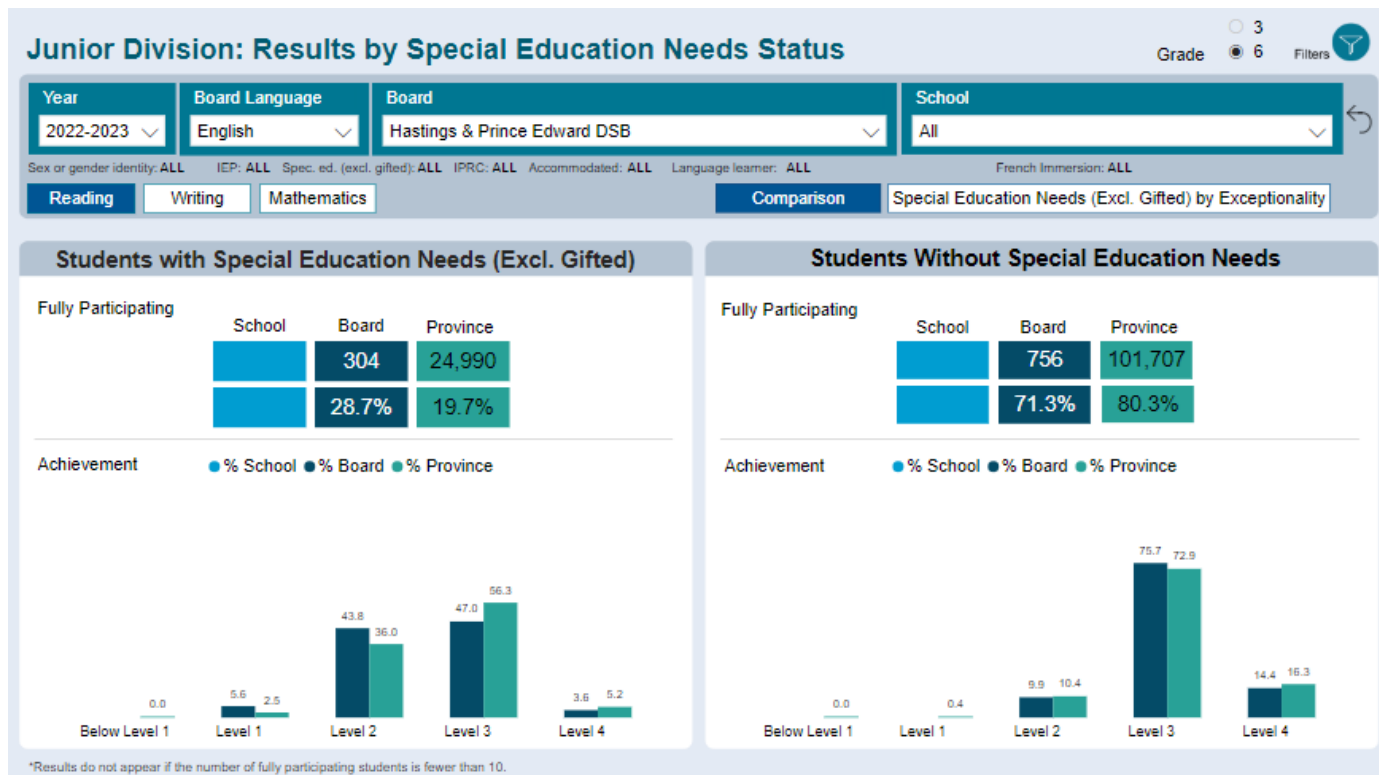 Junior Division: Results by Special Education Needs Status
Grade
3
6
Filters
Year
Board Language
Board
School
2022-2023
English
Hastings & Prince Edward DSB
All
Sex or gender identity: ALL IEP: ALL Spec. ed. (excl. gifted): ALL IPRC: ALL Accommodated: ALL Language learner: ALL French Immersion: ALL
Reading
Writing
Mathematics
Comparison
Special Education Needs (Excl. Gifted) by Exceptionality
Students with Special Education Needs (Excl. Gifted)
Fully Participating
School Board Province
304 24,990
28.7% 19.7%
Achievement
% School % Board % Province
0.0
5.6 2.5
43.8 36.0
47.0 56.3
3.6 5.2
Below Level 1 Level 1 Level 2 Level 3 Level 4
Students Without Special Education Needs
Fully Participating
School Board Province
756 101,707
71.3% 80.3%
Achievement
% School % Board % Province
0.0
0.4
9.9 10.4
75.7 72.9
14.4 16.3
Below Level 1 Level 1 Level 2 Level 3 Level 4
*Results do not appear if the number of fully participating students is fewer than 10.